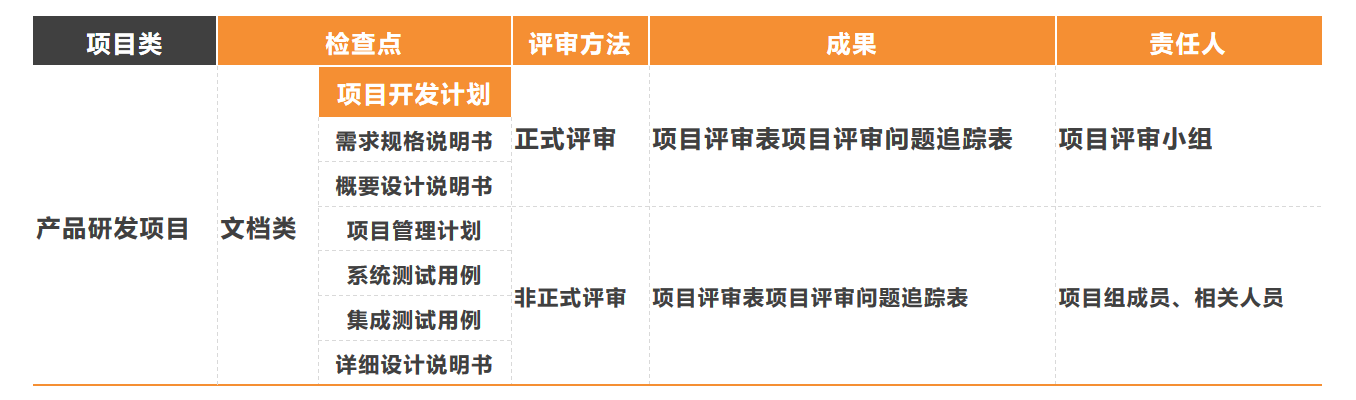 项目类 检查点 评审方法 成果 责任人
项目开发计划
需求规格说明书
正式评审 项目评审表项目评审问题追踪表 项目评审小组
概要设计说明书
产品研发项目 文档类 项目管理计划
系统测试用例
非正式评审 项目评审表项目评审问题追踪表 项目组成员、相关人员
集成测试用例
详细设计说明书